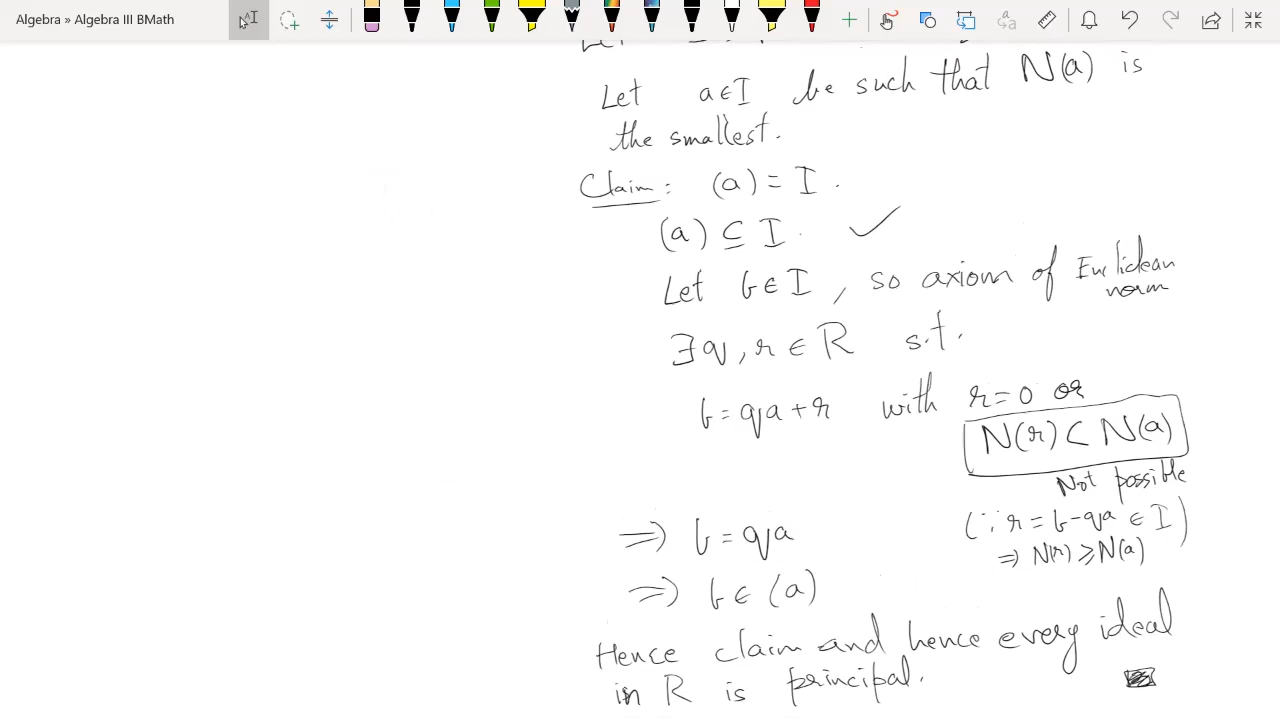 Algebra » Algebra III BMath
Let
Let a∈I be such that N(a) is
the smallest.
Claim: (a) = I.
(a) ⊆ I. ✓
Let b∈I, so axiom of Euclidean
norm
∃ q, r ∈ R s.t.
b = qa + r with r=0 or
N(r) < N(a)
Not possible
(∵ r = b-qa ∈ I)
⇒ N(r) ≥ N(a)
⇒ b = qa
⇒ b ∈ (a)
Hence claim and hence every ideal
in R is principal.